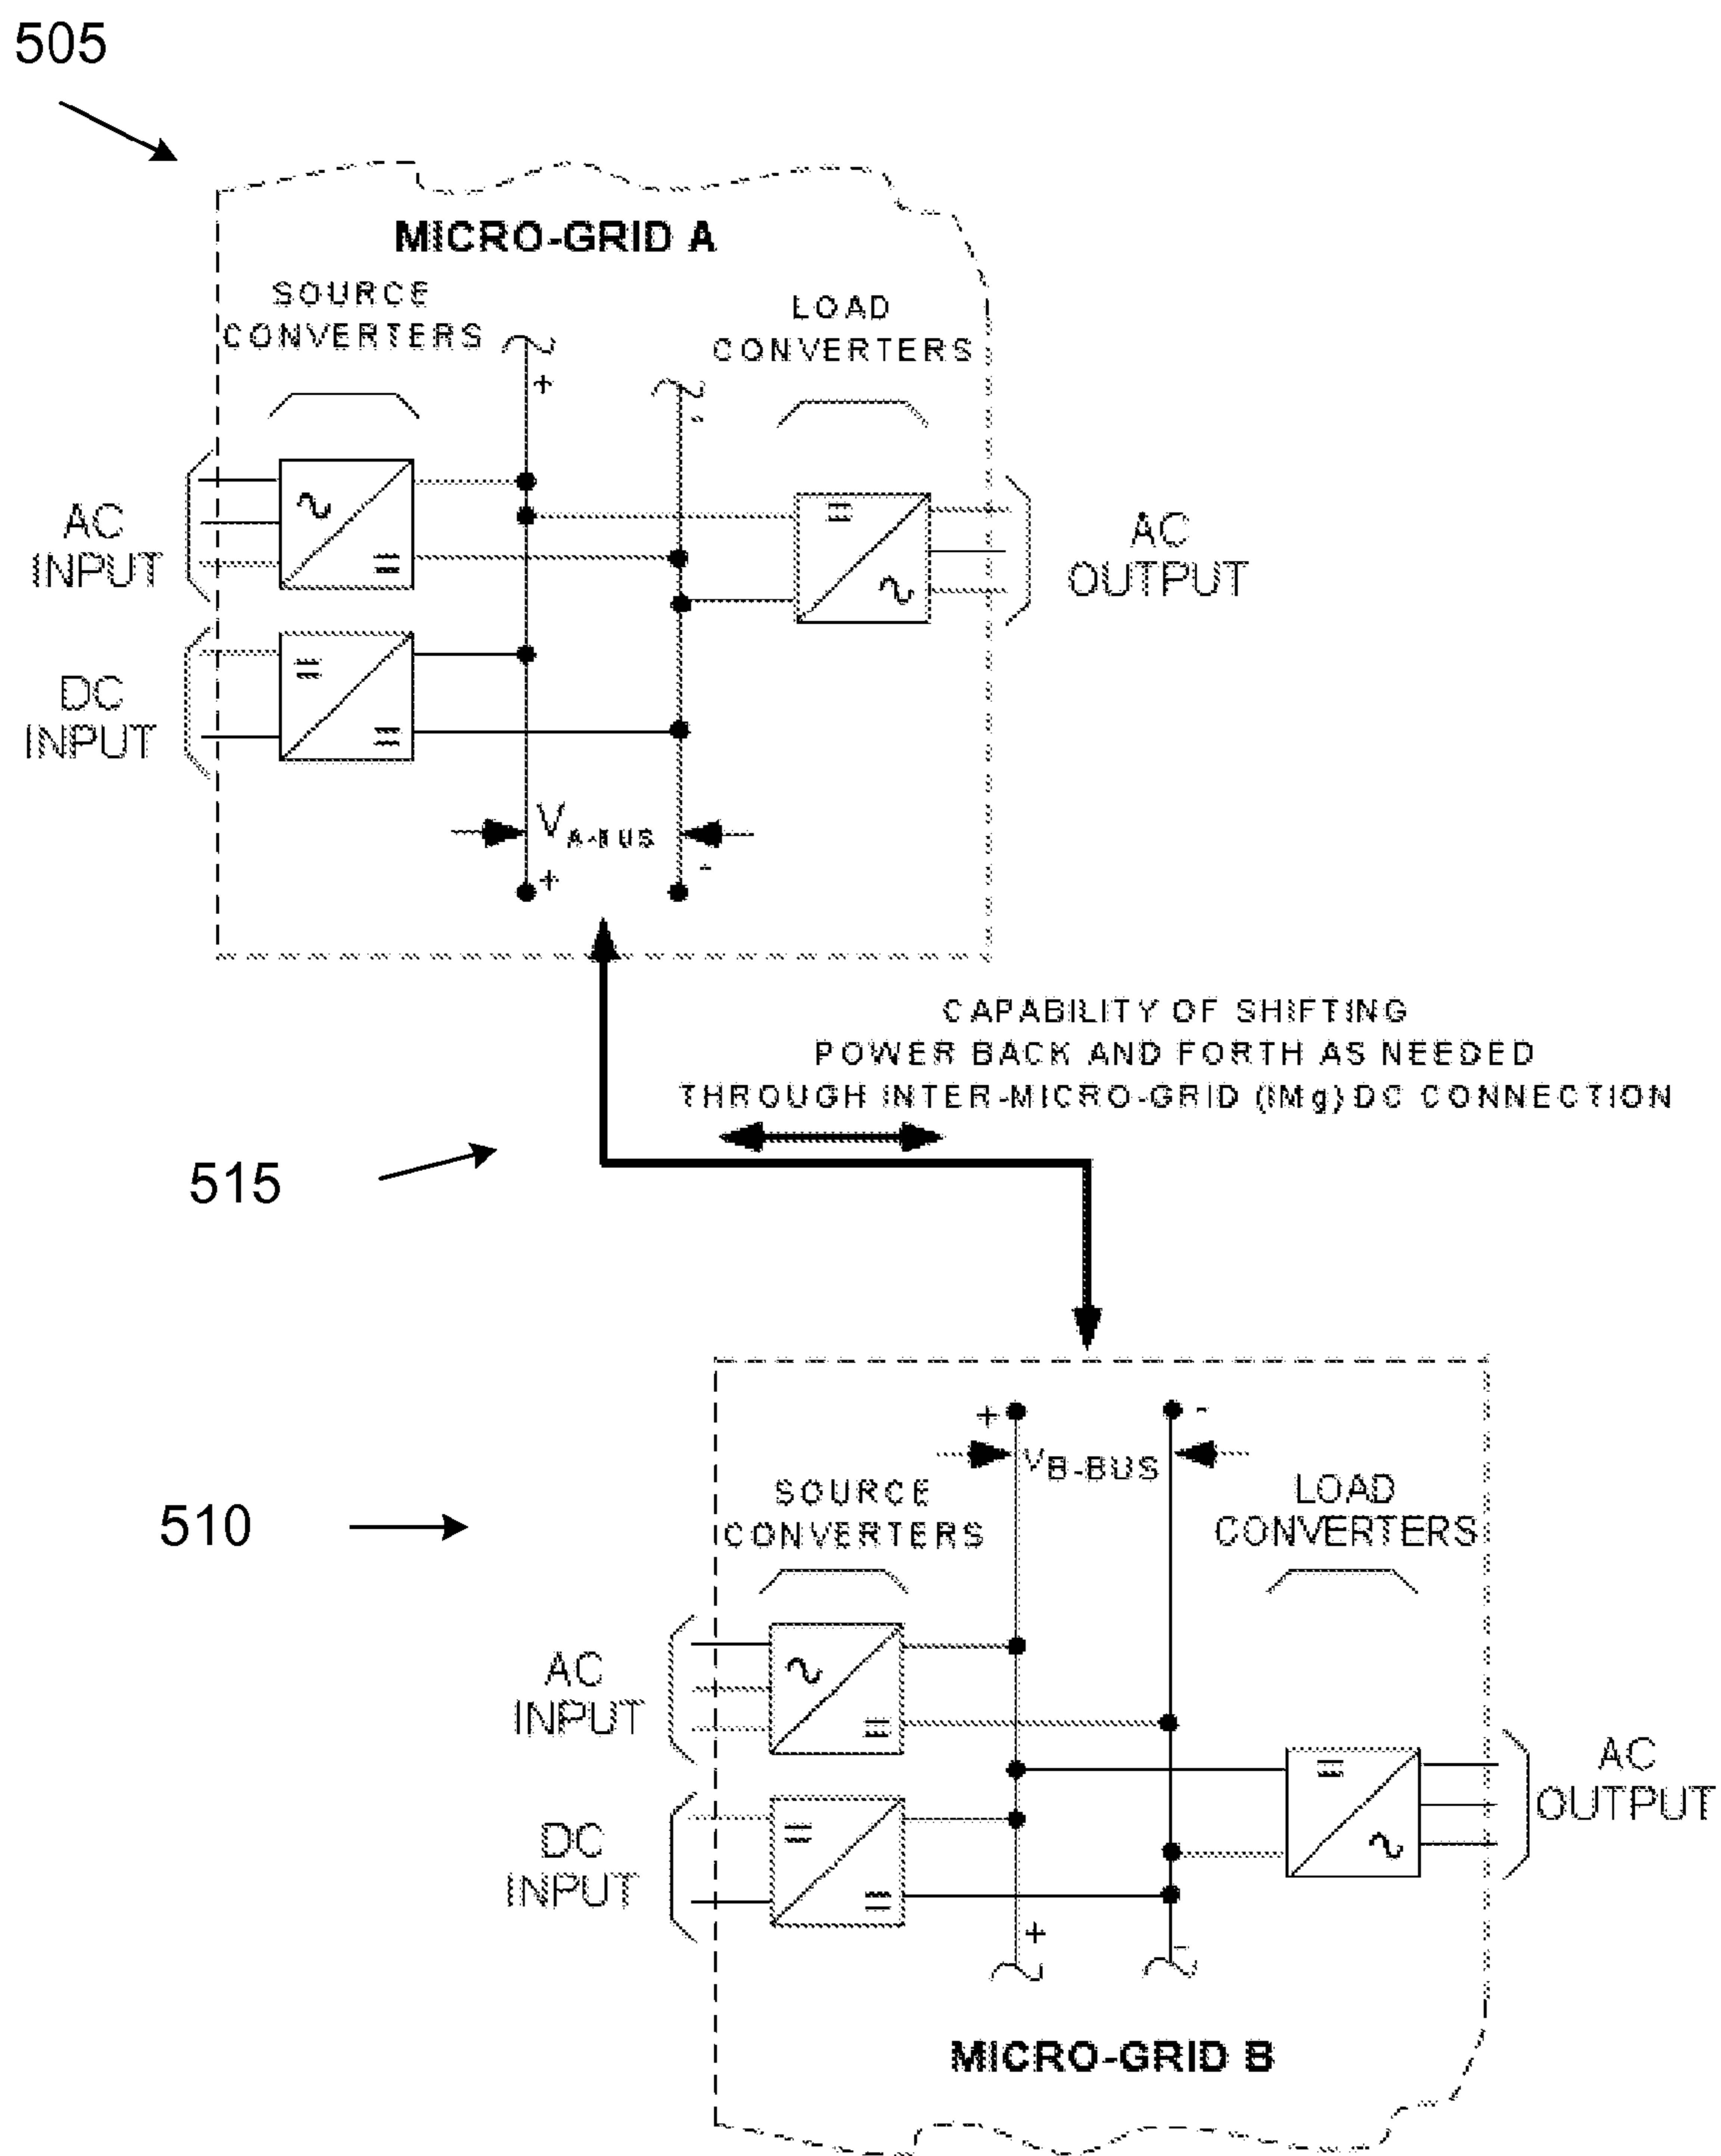 505
MICRO-GRID A
SOURCE
CONVERTERS
LOAD
CONVERTERS
+
-
AC
INPUT
AC
OUTPUT
DC
INPUT
VA-BUS
+
-
CAPABILITY OF SHIFTING
POWER BACK AND FORTH AS NEEDED
THROUGH INTER-MICRO-GRID (IMg) DC CONNECTION
515
+
-
VB-BUS
510
SOURCE
CONVERTERS
LOAD
CONVERTERS
AC
INPUT
AC
OUTPUT
DC
INPUT
+
-
MICRO-GRID B